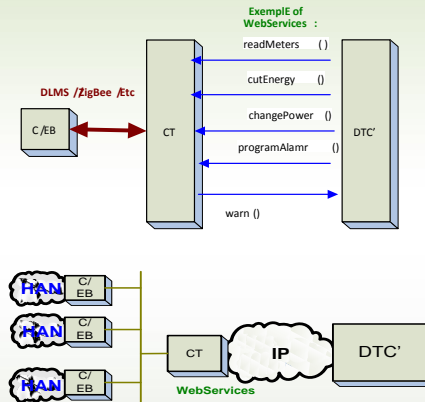 ExemplE of
WebServices :
readMeters ()
DLMS /ZigBee /Etc
cutEnergy ()
changePower ()
C /EB
CT
DTC'
programAlamr ()
warn ()
HAN
C/
EB
HAN
C/
EB
CT
IP
DTC'
WebServices
HAN
C/
EB